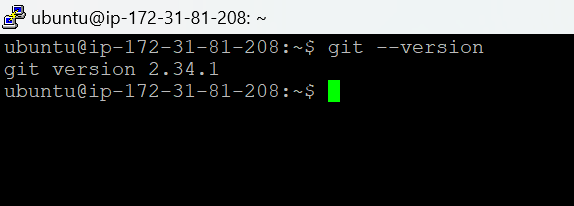 ubuntu@ip-172-31-81-208: ~
ubuntu@ip-172-31-81-208:~$ git --version
git version 2.34.1
ubuntu@ip-172-31-81-208:~$